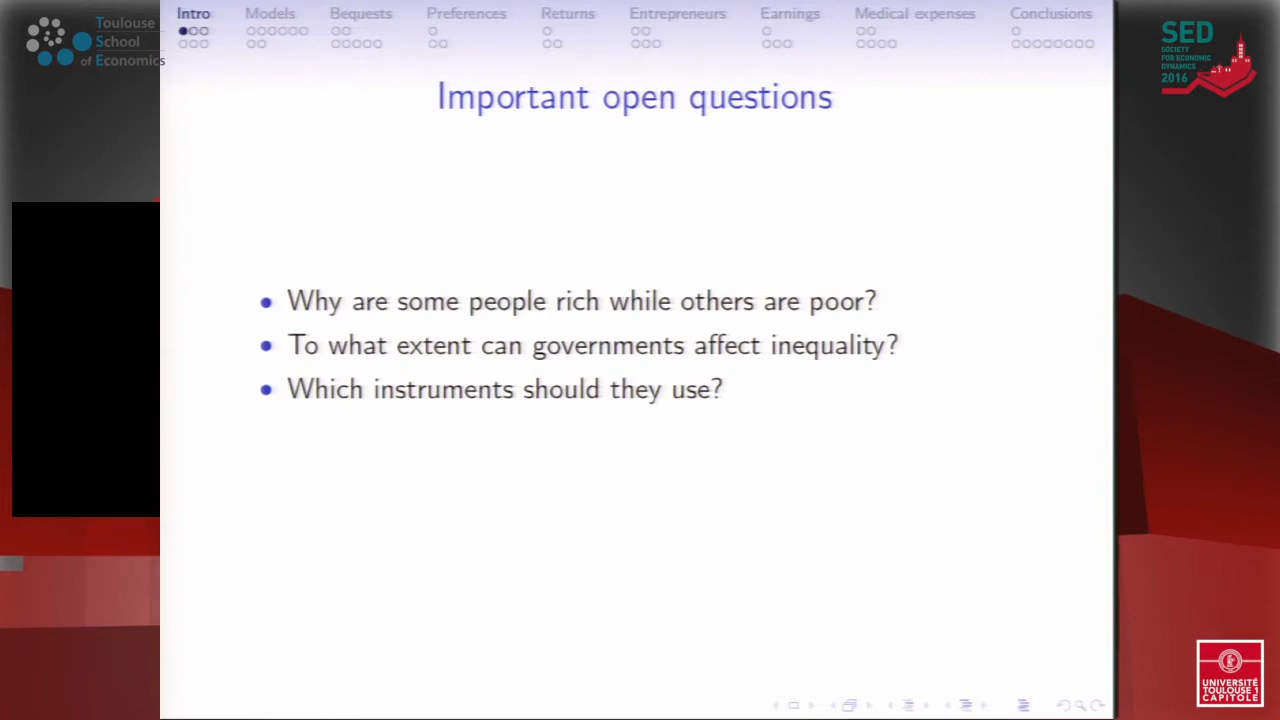 Toulouse
School
of Economics
Intro Models Bequests Preferences Returns Entrepreneurs Earnings Medical expenses Conclusions
SED
SOCIETY
FOR ECONOMIC
DYNAMICS
2016
Important open questions
Why are some people rich while others are poor?
To what extent can governments affect inequality?
Which instruments should they use?
UNIVERSITÉ
TOULOUSE 1
CAPITOLE